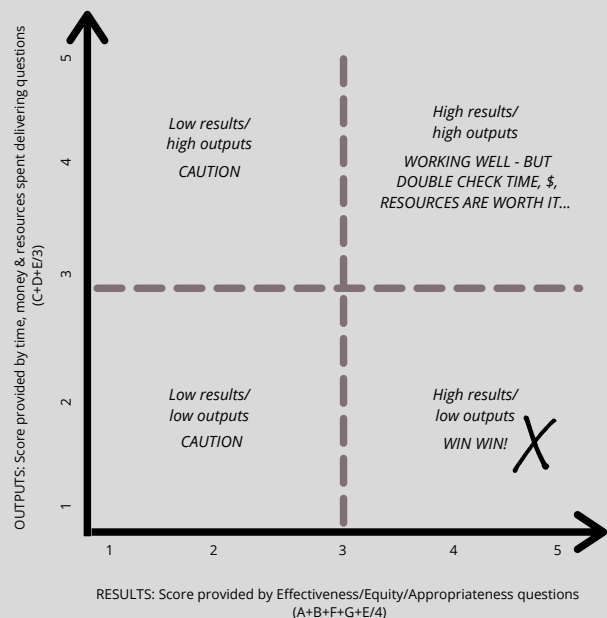 OUTPUTS: Score provided by time, money & resources spent delivering questions
(C+D+E/3)
5
4
3
2
1
Low results/
high outputs
CAUTION
High results/
high outputs
WORKING WELL - BUT
DOUBLE CHECK TIME, $,
RESOURCES ARE WORTH IT...
Low results/
low outputs
CAUTION
High results/
low outputs
WIN WIN!
X
1 2 3 4 5
RESULTS: Score provided by Effectiveness/Equity/Appropriateness questions
(A+B+F+G+E/4)